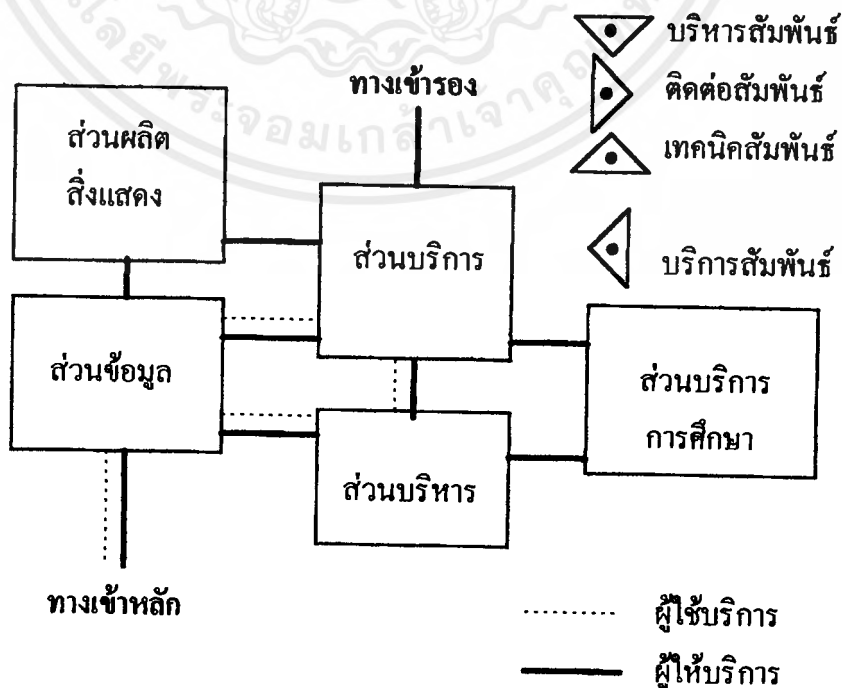 บริหารสัมพันธ์
ติดต่อสัมพันธ์
เทคนิคสัมพันธ์
บริการสัมพันธ์
ทางเข้ารอง
ส่วนผลิต
สิ่งแสดง
ส่วนบริการ
ส่วนข้อมูล
ส่วนบริการ
การศึกษา
ส่วนบริหาร
ทางเข้าหลัก
ผู้ใช้บริการ
ผู้ให้บริการ